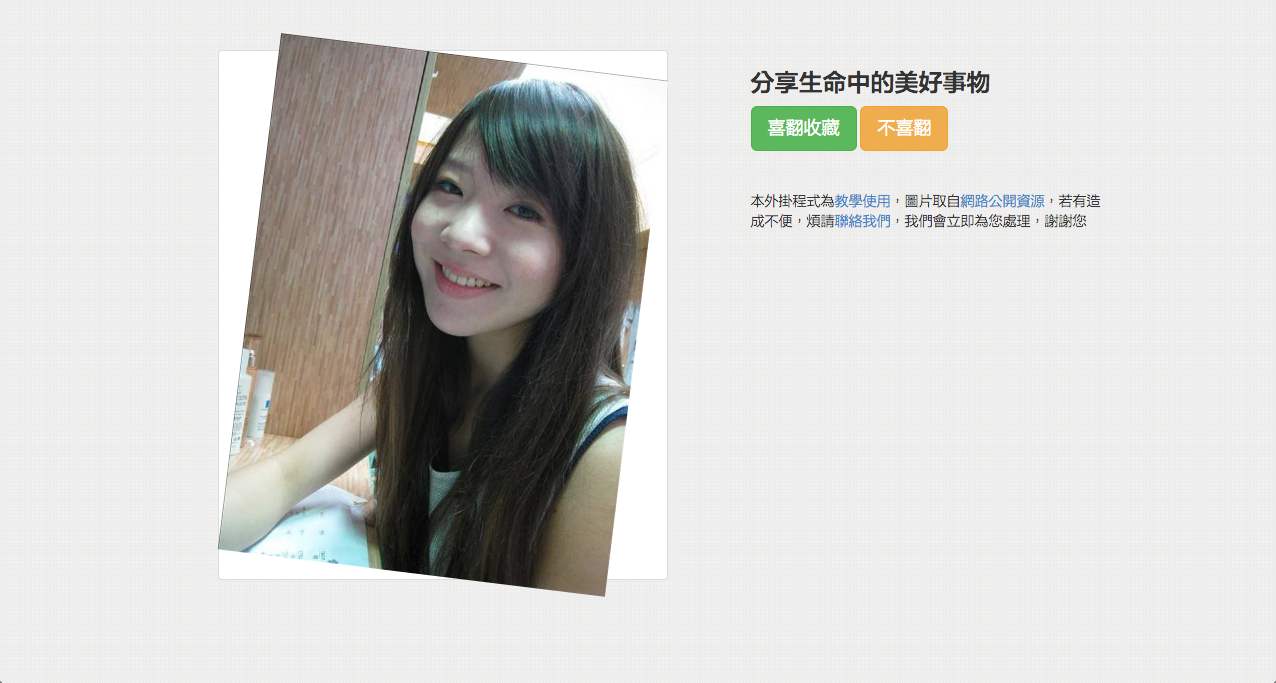 分享生命中的美好事物
喜翻收藏 不喜翻
本外掛程式為教學使用，圖片取自網路公開資源，若有造
成不便，煩請聯絡我們，我們會立即為您處理，謝謝您